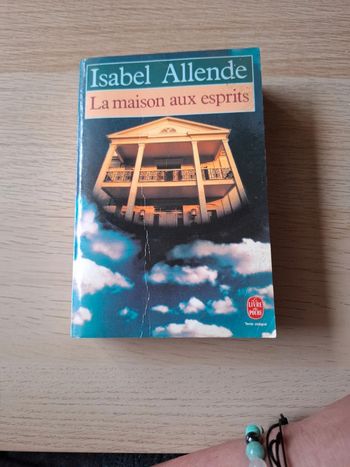 Isabel Allende
La maison aux esprits
LE LIVRE
DE POCHE
Texte intégral